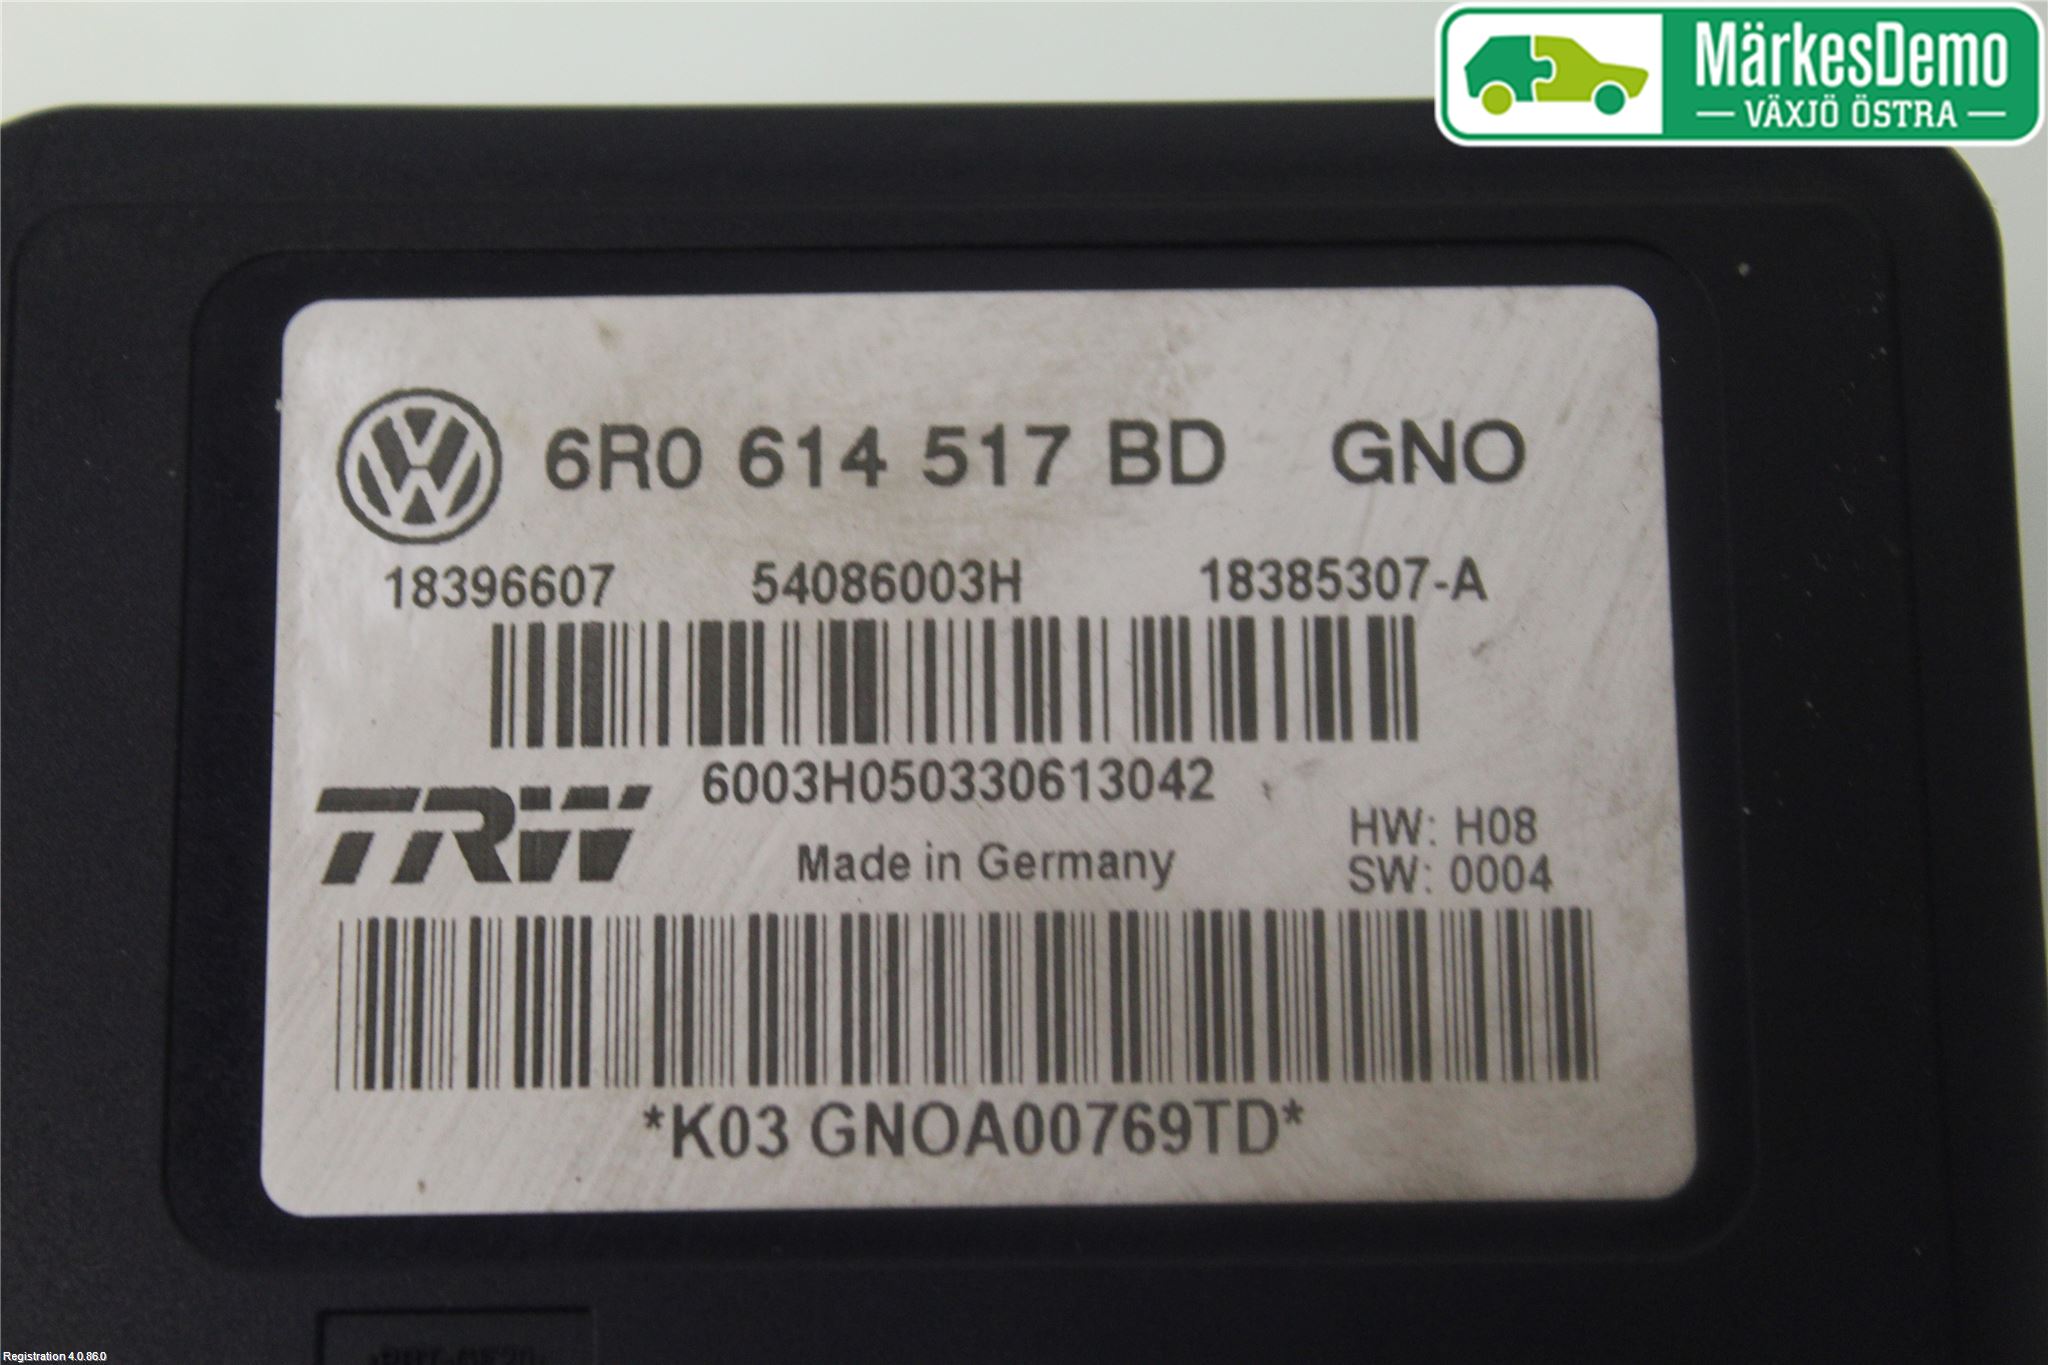 MärkesDemo
— VÄXJÖ ÖSTRA —
6R0 614 517 BD GNO
18396607 54086003H 18385307-A
6003H050330613042
TRW
Made in Germany
HW: H08
SW: 0004
*K03 GNOA00769TD*
Registration 4.0.86.0